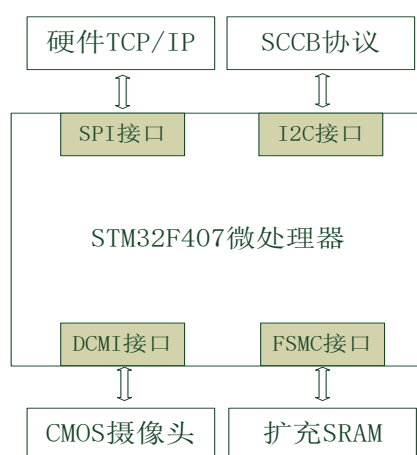 硬件TCP/IP
SCCB协议
SPI接口
I2C接口
STM32F407微处理器
DCMI接口
FSMC接口
CMOS摄像头
扩充SRAM